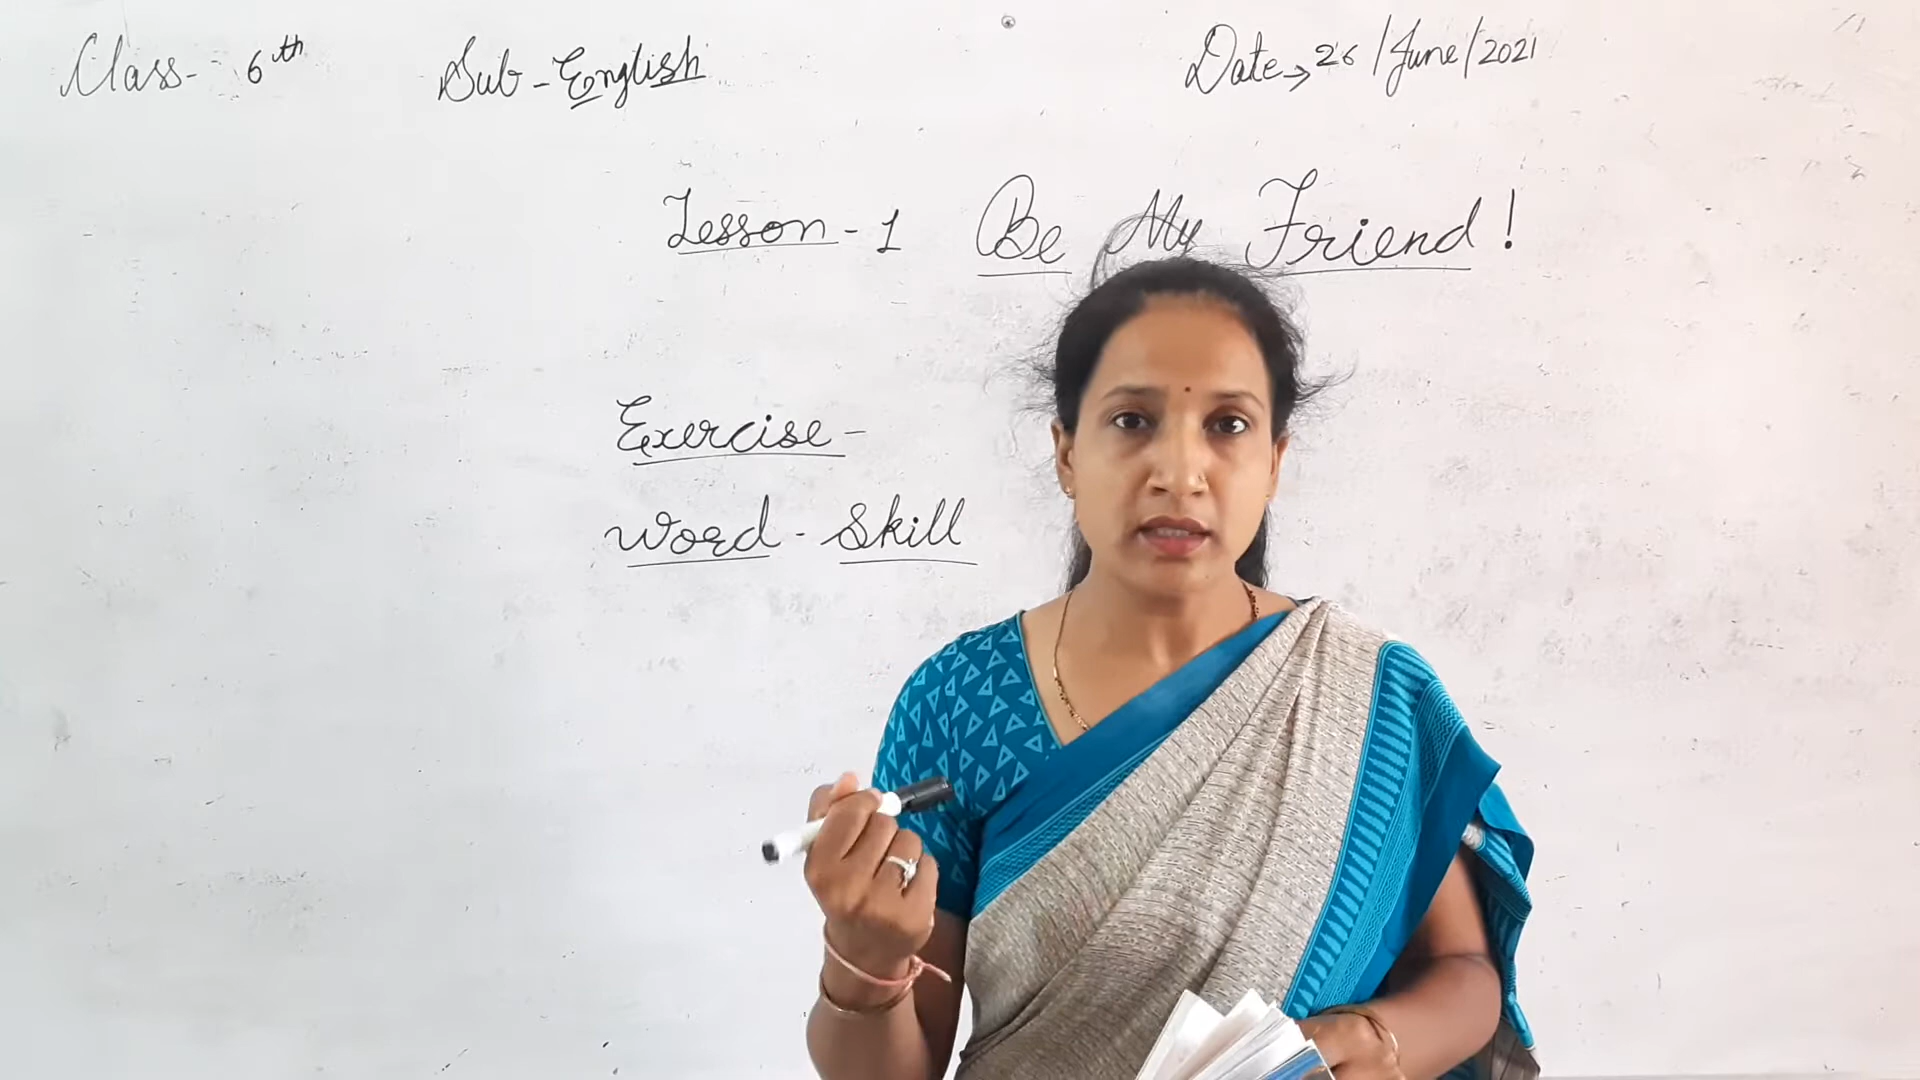 Class- 6th Sub - English Date → 26/June/2021
Lesson - 1 Be My Friend!
Exercise -
Word - Skill